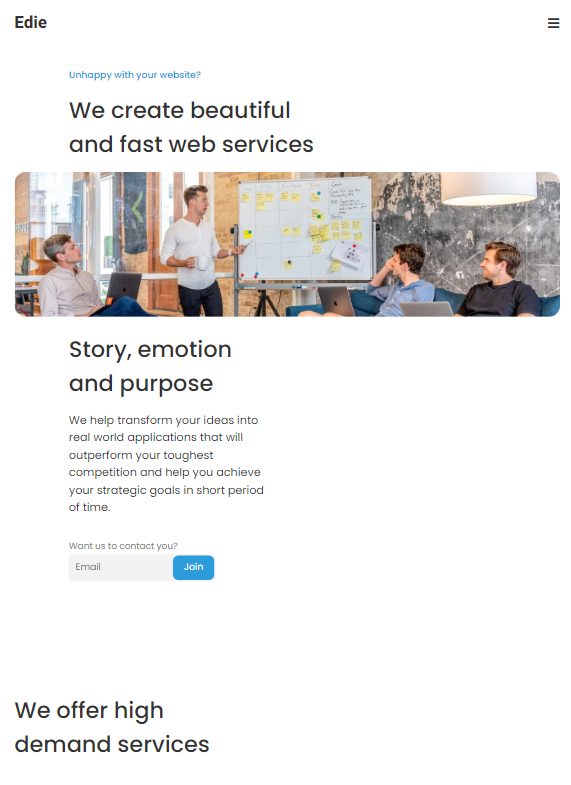 Edie
Unhappy with your website?
We create beautiful
and fast web services
Story, emotion
and purpose
We help transform your ideas into
real world applications that will
outperform your toughest
competition and help you achieve
your strategic goals in short period
of time.
Want us to contact you?
Email
Join
We offer high
demand services